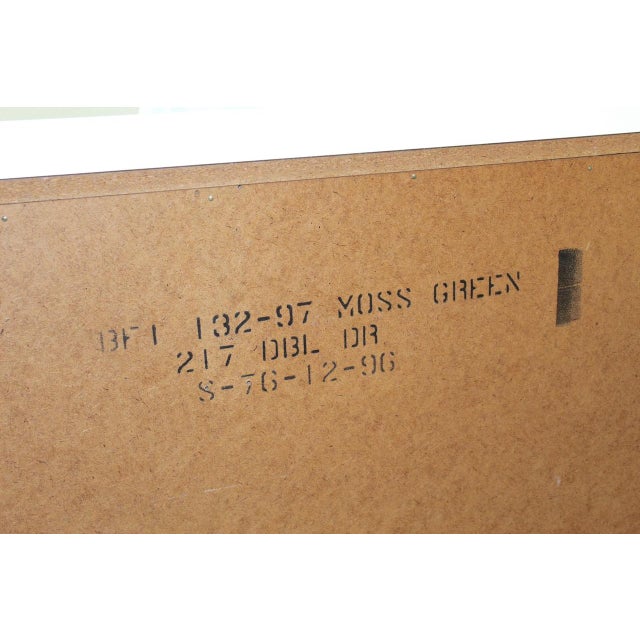 BFI 132-97 MOSS GREEN
217 DBL DR
S-76-12-96